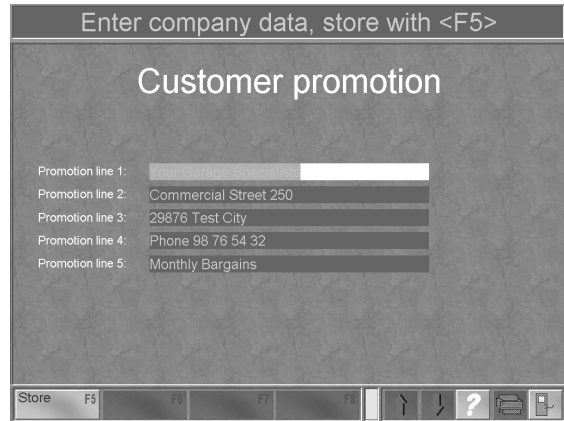 Enter company data, store with <F5>
Customer promotion
Promotion line 1: Your Garage Specialist
Promotion line 2: Commercial Street 250
Promotion line 3: 29876 Test City
Promotion line 4: Phone 98 76 54 32
Promotion line 5: Monthly Bargains
Store F5 F6 F7 F8 ?